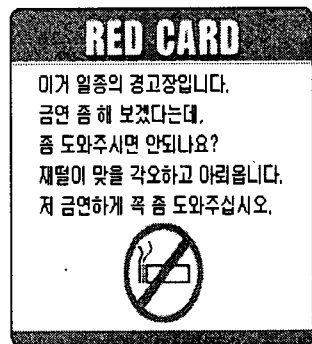 RED CARD
이거 일종의 경고장입니다.
금연 좀 해 보겠다는데,
좀 도와주시면 안되나요?
재떨이 맞을 각오하고 아뢰옵니다.
저 금연하게 꼭 좀 도와주십시오.